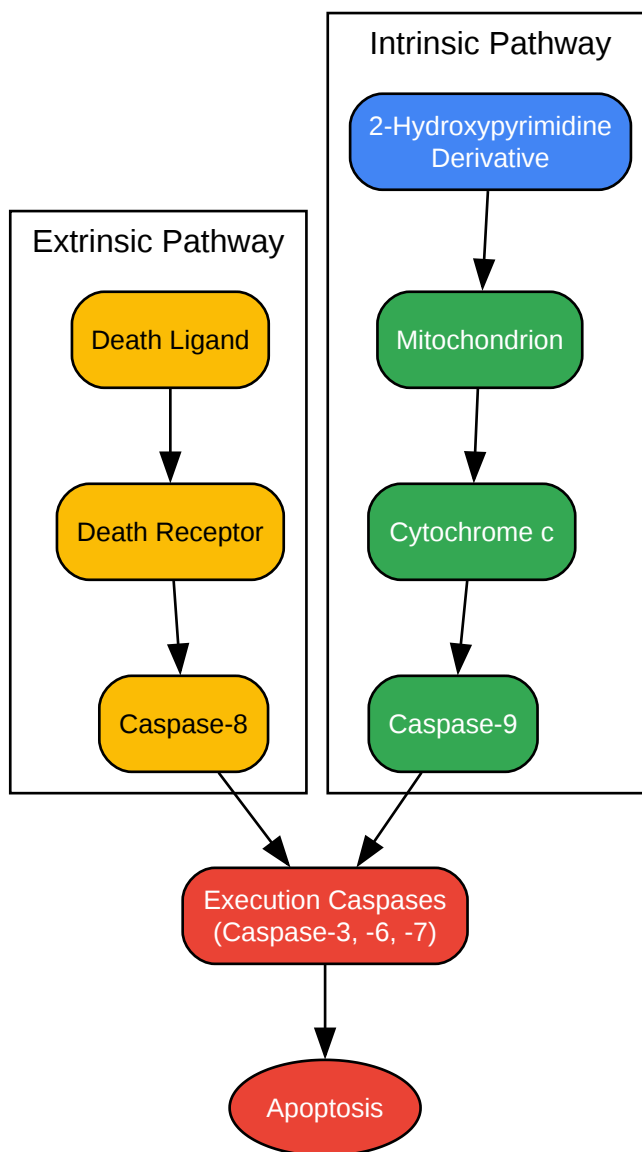 Intrinsic Pathway
2-Hydroxypyrimidine
Derivative
Mitochondrion
Cytochrome c
Caspase-9
Extrinsic Pathway
Death Ligand
Death Receptor
Caspase-8
Execution Caspases
(Caspase-3, -6, -7)
Apoptosis